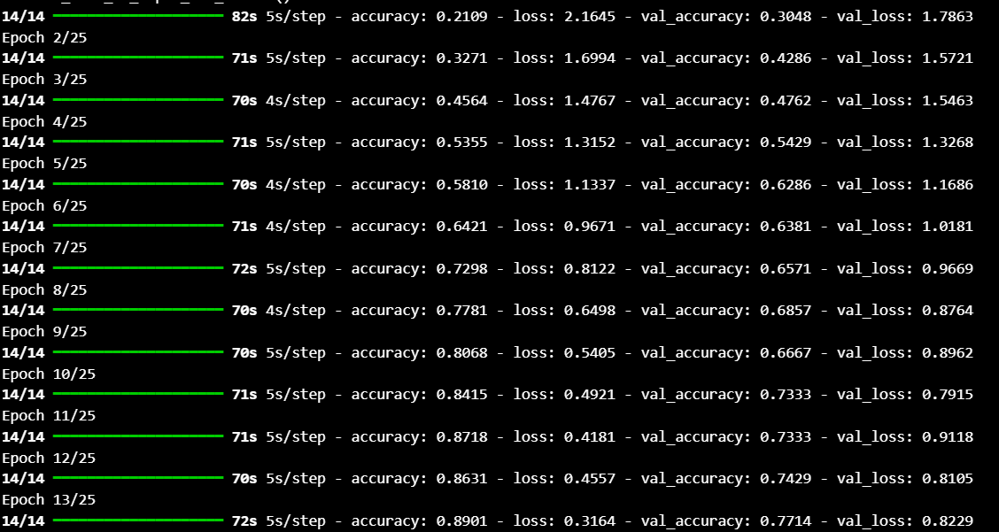 14/14 ━━━━━━━━━━━━━━━━━━━━ 82s 5s/step - accuracy: 0.2109 - loss: 2.1645 - val_accuracy: 0.3048 - val_loss: 1.7863
Epoch 2/25
14/14 ━━━━━━━━━━━━━━━━━━━━ 71s 5s/step - accuracy: 0.3271 - loss: 1.6994 - val_accuracy: 0.4286 - val_loss: 1.5721
Epoch 3/25
14/14 ━━━━━━━━━━━━━━━━━━━━ 70s 4s/step - accuracy: 0.4564 - loss: 1.4767 - val_accuracy: 0.4762 - val_loss: 1.5463
Epoch 4/25
14/14 ━━━━━━━━━━━━━━━━━━━━ 71s 5s/step - accuracy: 0.5355 - loss: 1.3152 - val_accuracy: 0.5429 - val_loss: 1.3268
Epoch 5/25
14/14 ━━━━━━━━━━━━━━━━━━━━ 70s 4s/step - accuracy: 0.5810 - loss: 1.1337 - val_accuracy: 0.6286 - val_loss: 1.1686
Epoch 6/25
14/14 ━━━━━━━━━━━━━━━━━━━━ 71s 4s/step - accuracy: 0.6421 - loss: 0.9671 - val_accuracy: 0.6381 - val_loss: 1.0181
Epoch 7/25
14/14 ━━━━━━━━━━━━━━━━━━━━ 72s 5s/step - accuracy: 0.7298 - loss: 0.8122 - val_accuracy: 0.6571 - val_loss: 0.9669
Epoch 8/25
14/14 ━━━━━━━━━━━━━━━━━━━━ 70s 4s/step - accuracy: 0.7781 - loss: 0.6498 - val_accuracy: 0.6857 - val_loss: 0.8764
Epoch 9/25
14/14 ━━━━━━━━━━━━━━━━━━━━ 70s 5s/step - accuracy: 0.8068 - loss: 0.5405 - val_accuracy: 0.6667 - val_loss: 0.8962
Epoch 10/25
14/14 ━━━━━━━━━━━━━━━━━━━━ 71s 5s/step - accuracy: 0.8415 - loss: 0.4921 - val_accuracy: 0.7333 - val_loss: 0.7915
Epoch 11/25
14/14 ━━━━━━━━━━━━━━━━━━━━ 71s 5s/step - accuracy: 0.8718 - loss: 0.4181 - val_accuracy: 0.7333 - val_loss: 0.9118
Epoch 12/25
14/14 ━━━━━━━━━━━━━━━━━━━━ 70s 5s/step - accuracy: 0.8631 - loss: 0.4557 - val_accuracy: 0.7429 - val_loss: 0.8105
Epoch 13/25
14/14 ━━━━━━━━━━━━━━━━━━━━ 72s 5s/step - accuracy: 0.8901 - loss: 0.3164 - val_accuracy: 0.7714 - val_loss: 0.8229